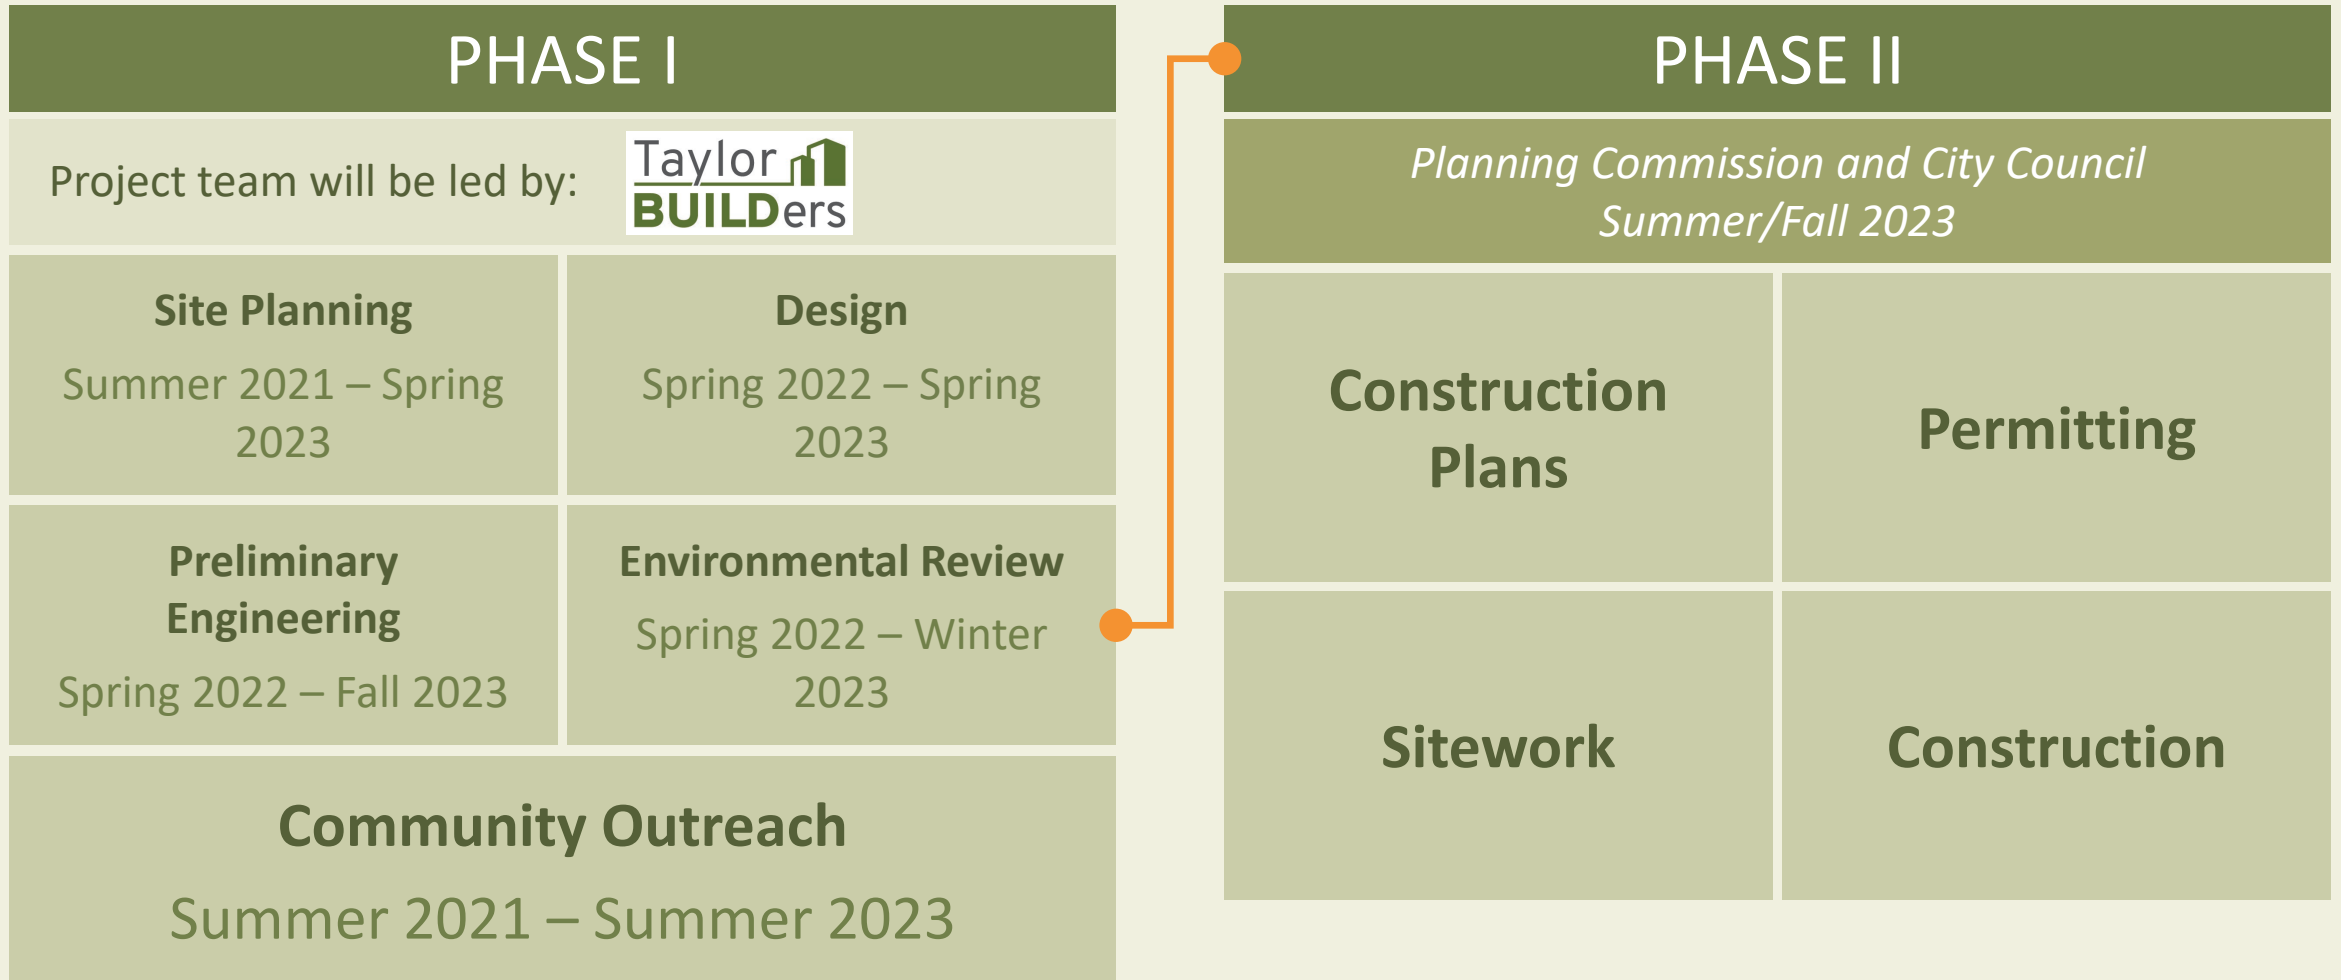 PHASE I
Project team will be led by:
Taylor
BUILDers
Site Planning
Summer 2021 – Spring
2023
Design
Spring 2022 – Spring
2023
Preliminary
Engineering
Spring 2022 – Fall 2023
Environmental Review
Spring 2022 – Winter
2023
Community Outreach
Summer 2021 – Summer 2023
PHASE II
Planning Commission and City Council
Summer/Fall 2023
Construction
Plans
Permitting
Sitework
Construction